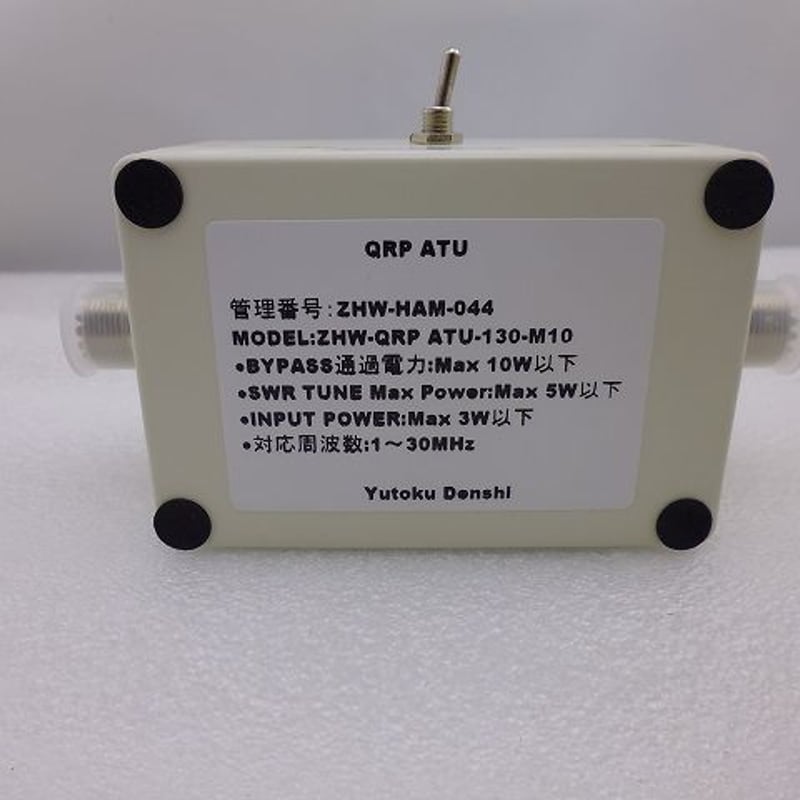 QRP ATU
管理番号:ZHW-HAM-044
MODEL:ZHW-QRP ATU-130-M10
•BYPASS通過電力:Max 10W以下
•SWR TUNE Max Power:Max 5W以下
•INPUT POWER:Max 3W以下
•対応周波数:1～30MHz
Yutoku Denshi